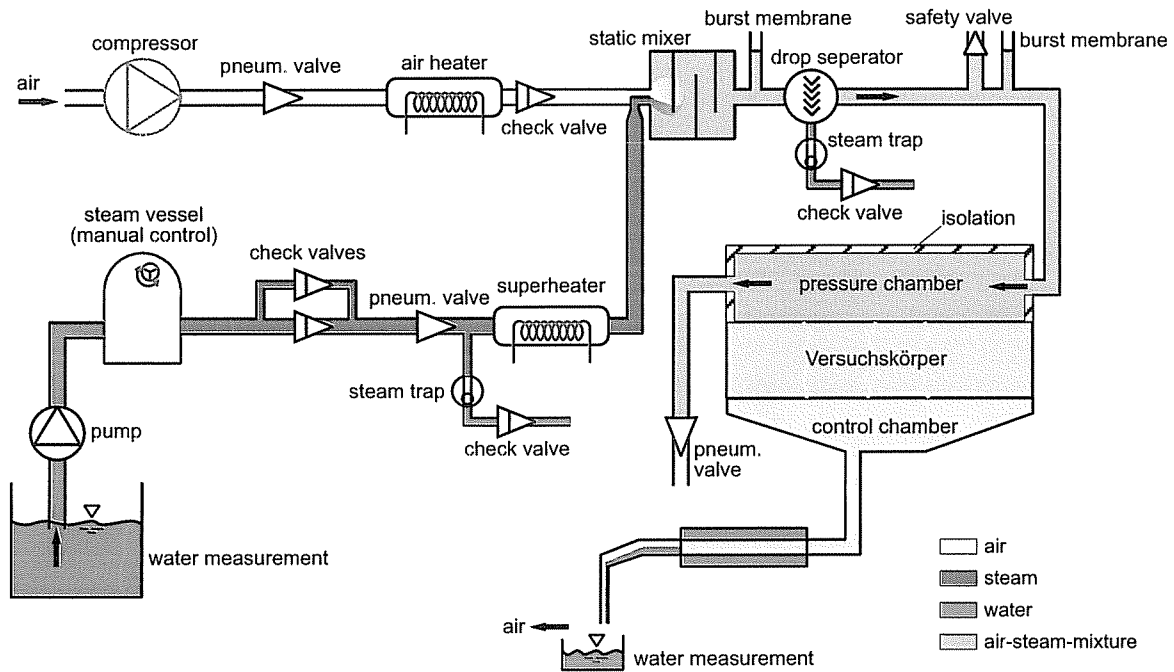 burst membrane
safety valve
burst membrane
static mixer
drop seperator
compressor
pneum. valve
air heater
air
check valve
steam trap
check valve
steam vessel
(manual control)
check valves
pneum. valve
superheater
isolation
pressure chamber
Versuchskörper
control chamber
steam trap
check valve
pump
pneum.
valve
water measurement
air
steam
water
air-steam-mixture
air
water measurement